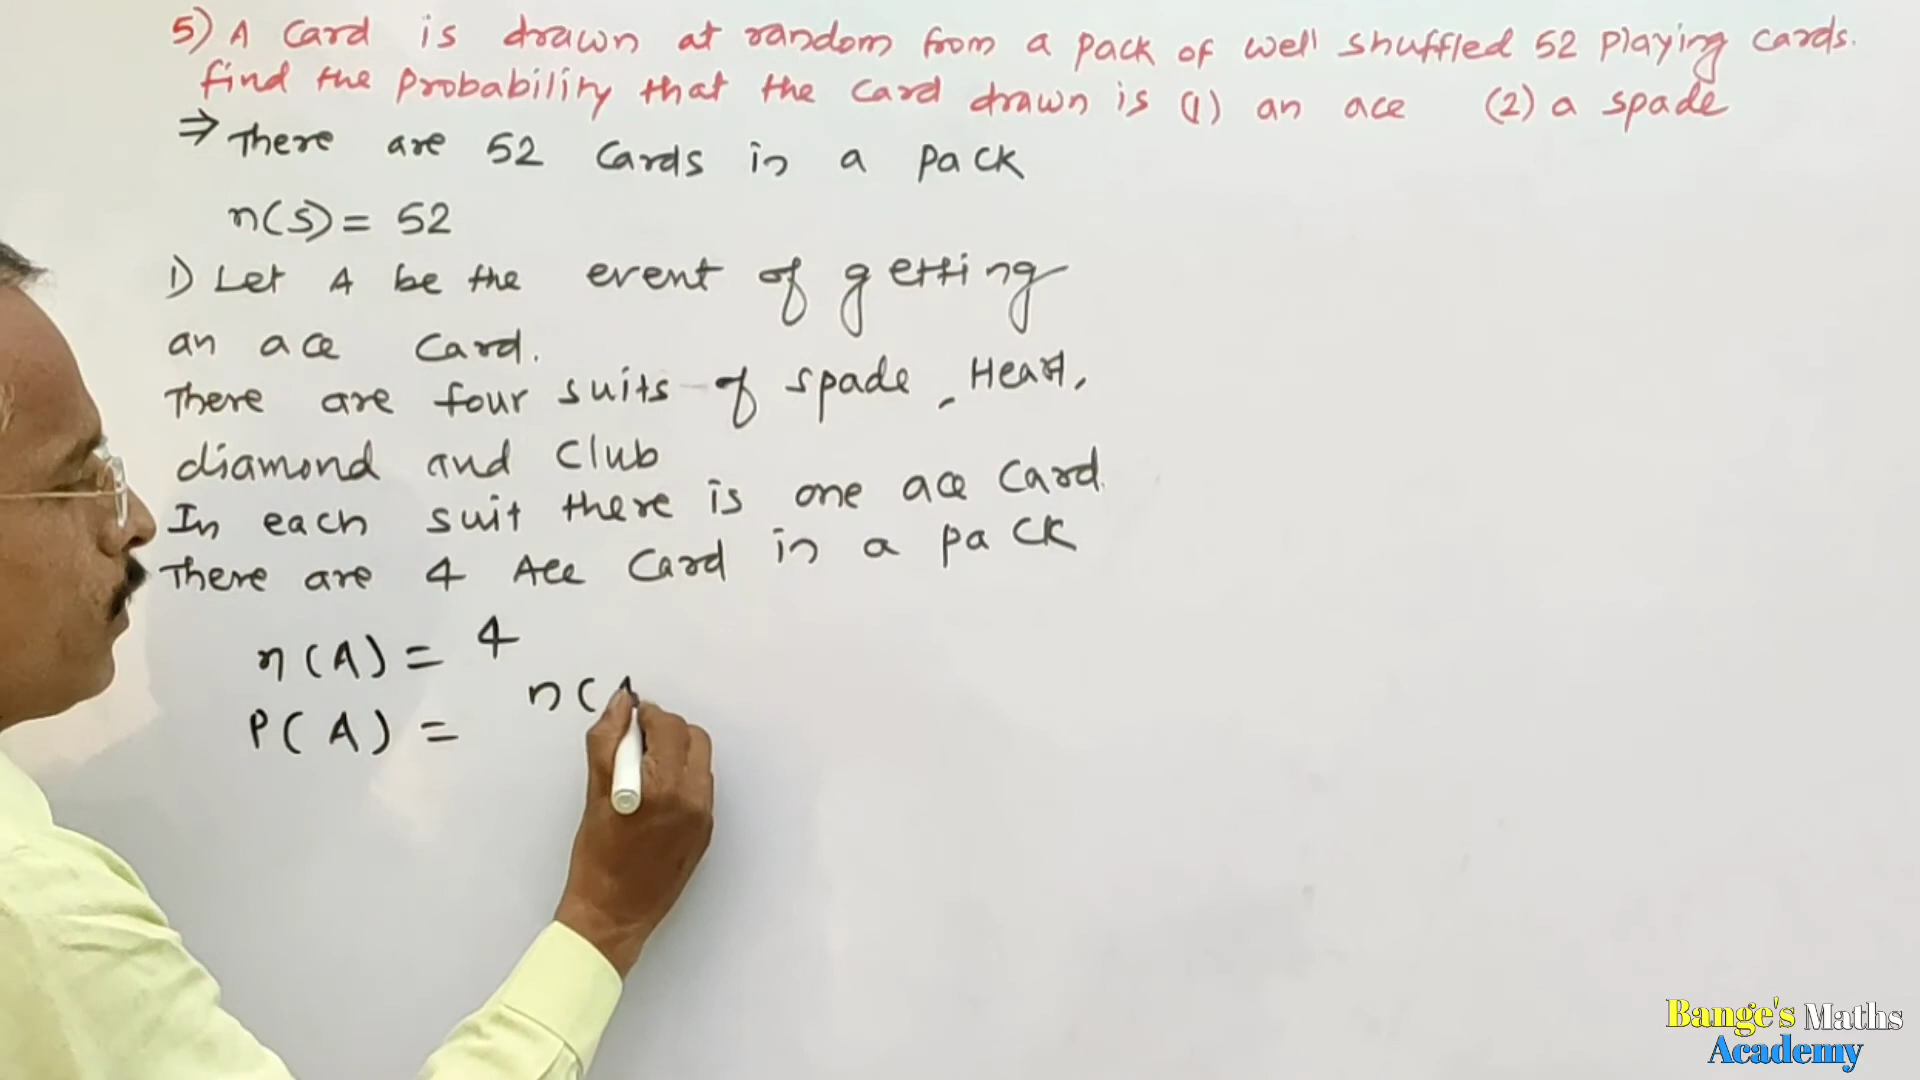 5) A Card is drawn at random from a pack of well shuffled 52 playing cards.
find the probability that the card drawn is (1) an ace (2) a spade
⇒ There are 52 Cards in a pack
n(S) = 52
1) Let A be the event of getting
an ace Card.
There are four suits of spade, Heart,
diamond and Club
In each suit there is one ace Card.
There are 4 Ace Card in a pack
n(A) = 4
P(A) = n(A
Bange's Maths
Academy